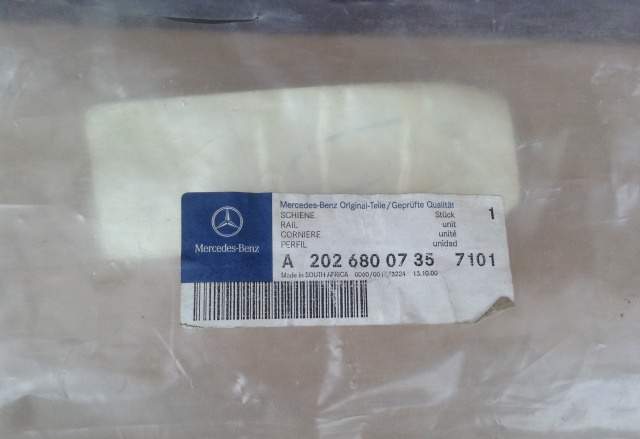 Mercedes-Benz Original-Teile/Geprüfte Qualität
SCHIENE Stück 1
RAIL unit
CORNIERE unité
PERFIL unidad
Mercedes-Benz
A 202 680 07 35 7101
Made in SOUTH AFRICA 13.10.00